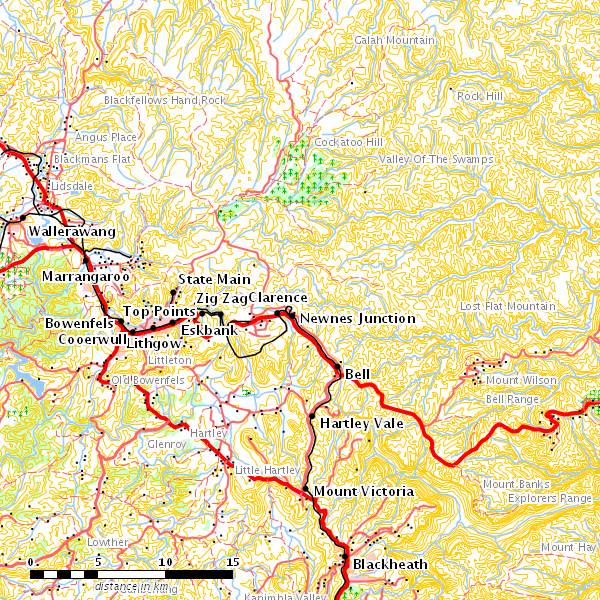 Galah Mountain
Rock Hill
Blackfellows Hand Rock
Angus Place
Cockatoo Hill
Blackmans Flat
Valley Of The Swamps
Lidsdale
Wallerawang
Marrangaroo
State Main
Zig Zag
Clarence
Top Points
Lost Flat Mountain
Newnes Junction
Bowenfels
Eskbank
Cooerwull
Lithgow
Littleton
Bell
Old Bowenfels
Mount Wilson
Bell Range
Hartley Vale
Hartley
Glenroy
Little Hartley
Mount Banks
Mount Victoria
Explorers Range
Lowther
Mount Hay
0 5 10 15
Blackheath
distance in km
Kanimbla Valley